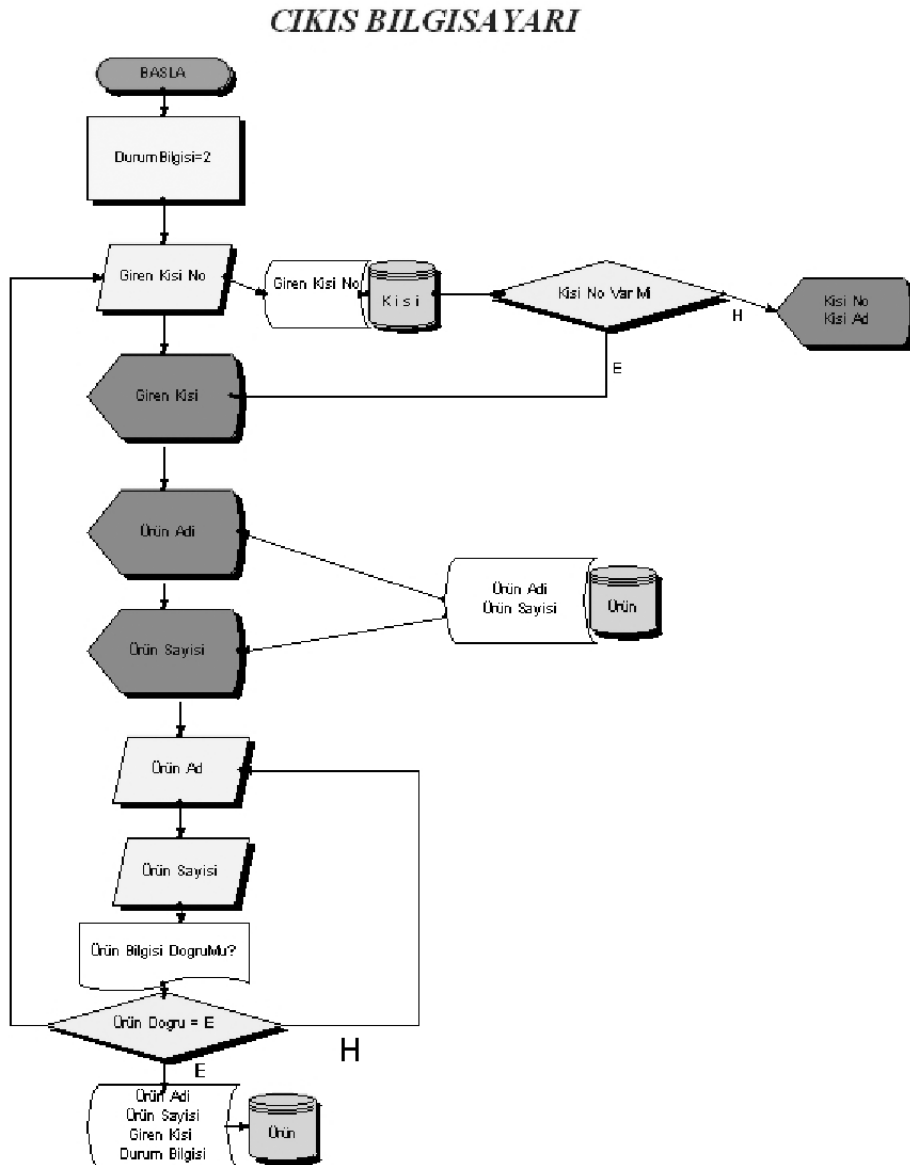 CIKIS BILGISAYARI
BASLA
Durum Bilgisi=2
Giren Kisi No
Giren Kisi No
Kisi
Kisi No Var Mi
H
Kisi No
Kisi Ad
E
Giren Kisi
Ürün Adi
Ürün Adi
Ürün Sayisi
Ürün
Ürün Sayisi
Ürün Ad
Ürün Sayisi
Ürün Bilgisi DogruMu?
Ürün Dogru = E
H
E
Ürün Adi
Ürün Sayisi
Giren Kisi
Durum Bilgisi
Ürün